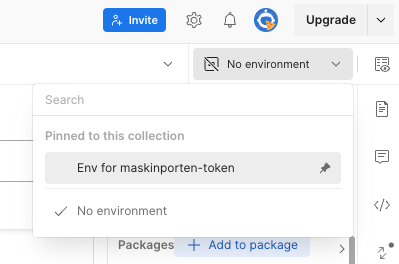 Invite
Upgrade
No environment
Search
Pinned to this collection
Env for maskinporten-token
No environment
Packages
Add to package